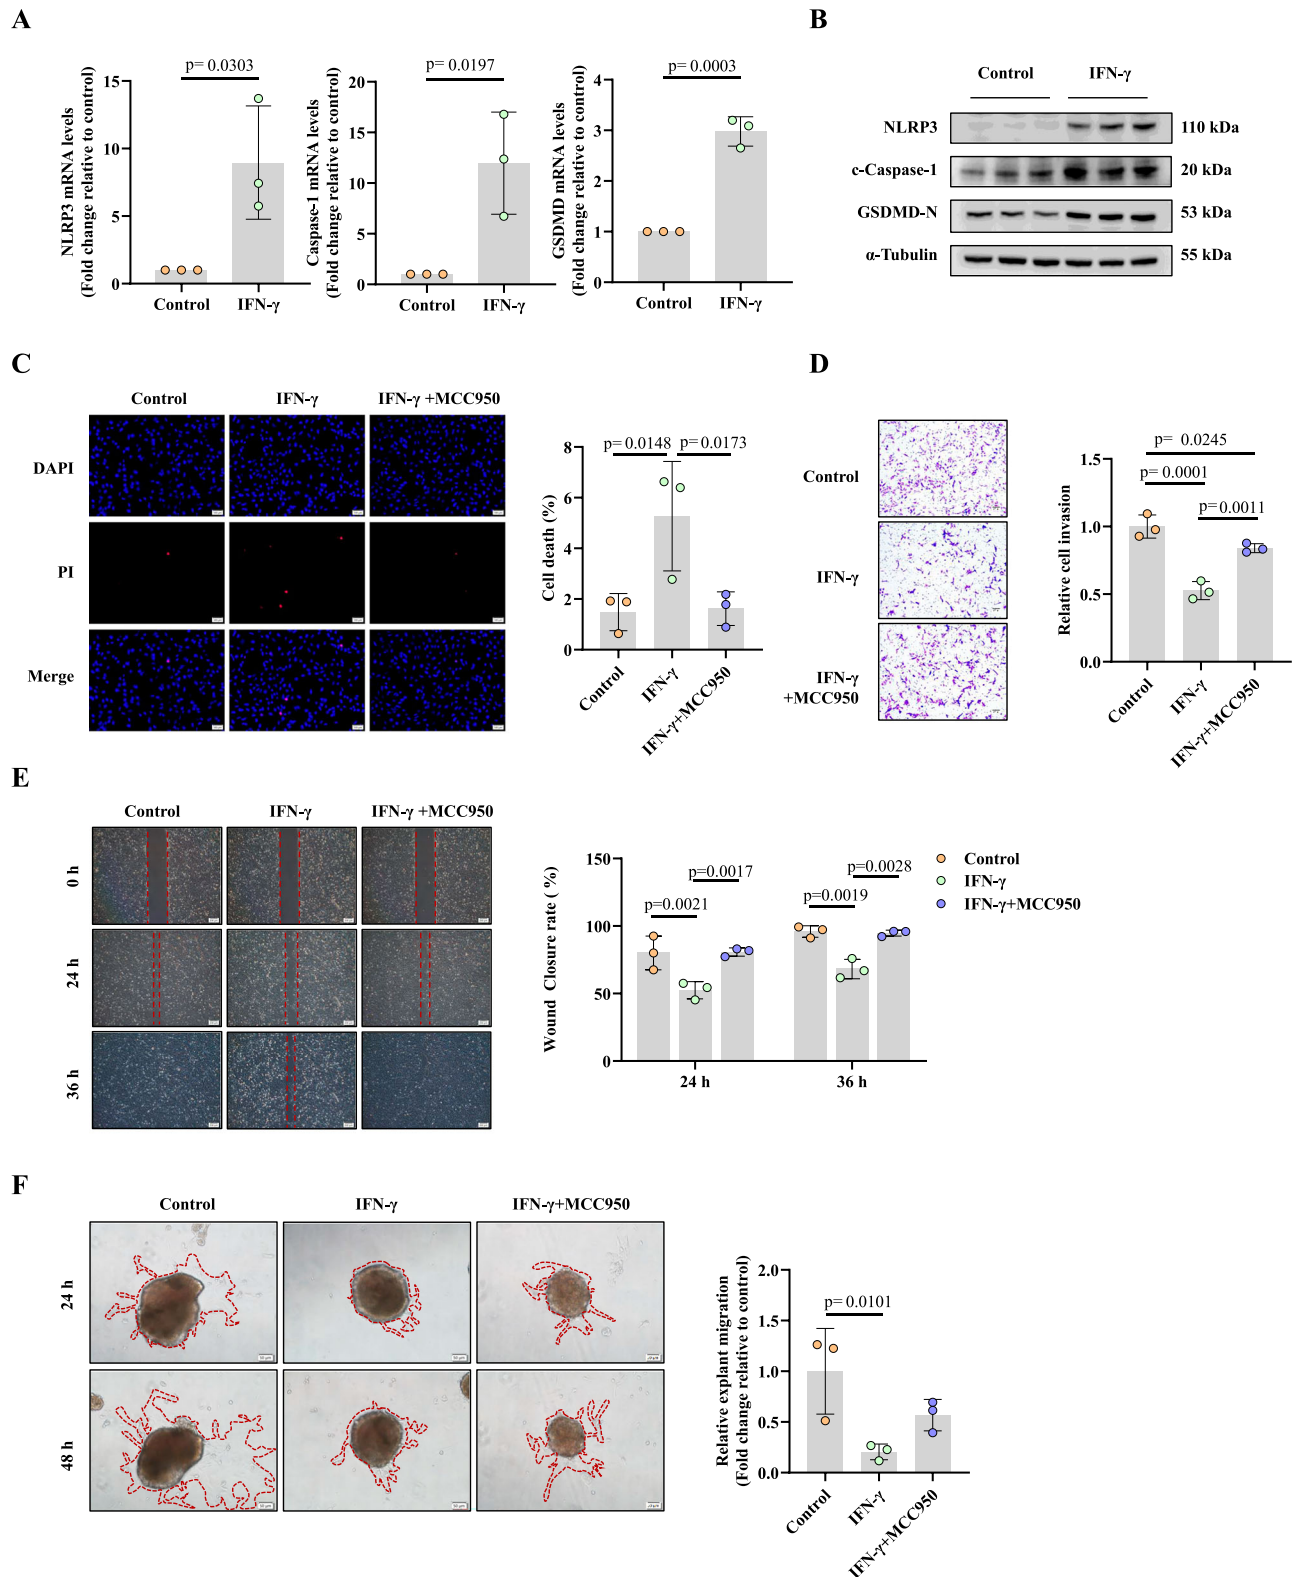 A
p= 0.0303
NLRP3 mRNA levels
(Fold change relative to control)
15
10
5
0
Control
IFN-γ
p= 0.0197
Caspase-1 mRNA levels
(Fold change relative to control)
20
15
10
5
0
Control
IFN-γ
p= 0.0003
GSDMD mRNA levels
(Fold change relative to control)
4
3
2
1
0
Control
IFN-γ
B
Control
IFN-γ
NLRP3
110 kDa
c-Caspase-1
20 kDa
GSDMD-N
53 kDa
α-Tubulin
55 kDa
C
Control
IFN-γ
IFN-γ +MCC950
DAPI
PI
Merge
Cell death (%)
8
6
4
2
0
p= 0.0148
p=0.0173
Control
IFN-γ
IFN-γ+MCC950
D
Control
IFN-γ
IFN-γ
+MCC950
Relative cell invasion
1.5
1.0
0.5
0.0
p= 0.0245
p= 0.0001
p=0.0011
Control
IFN-γ
IFN-γ+MCC950
E
Control
IFN-γ
IFN-γ +MCC950
0 h
24 h
36 h
Wound Closure rate ( %)
150
100
50
0
p=0.0021
p=0.0017
p=0.0019
p=0.0028
24 h
36 h
Control
IFN-γ
IFN-γ+MCC950
F
Control
IFN-γ
IFN-γ+MCC950
24 h
48 h
Relative explant migration
(Fold change relative to control)
2.0
1.5
1.0
0.5
0.0
p= 0.0101
Control
IFN-γ
IFN-γ+MCC950